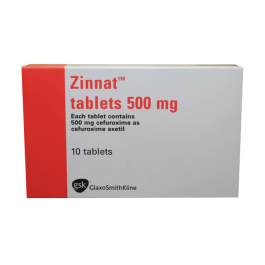 Zinnat™
tablets 500 mg
Each tablet contains
500 mg cefuroxime as
cefuroxime axetil
10 tablets
gsk GlaxoSmithKline